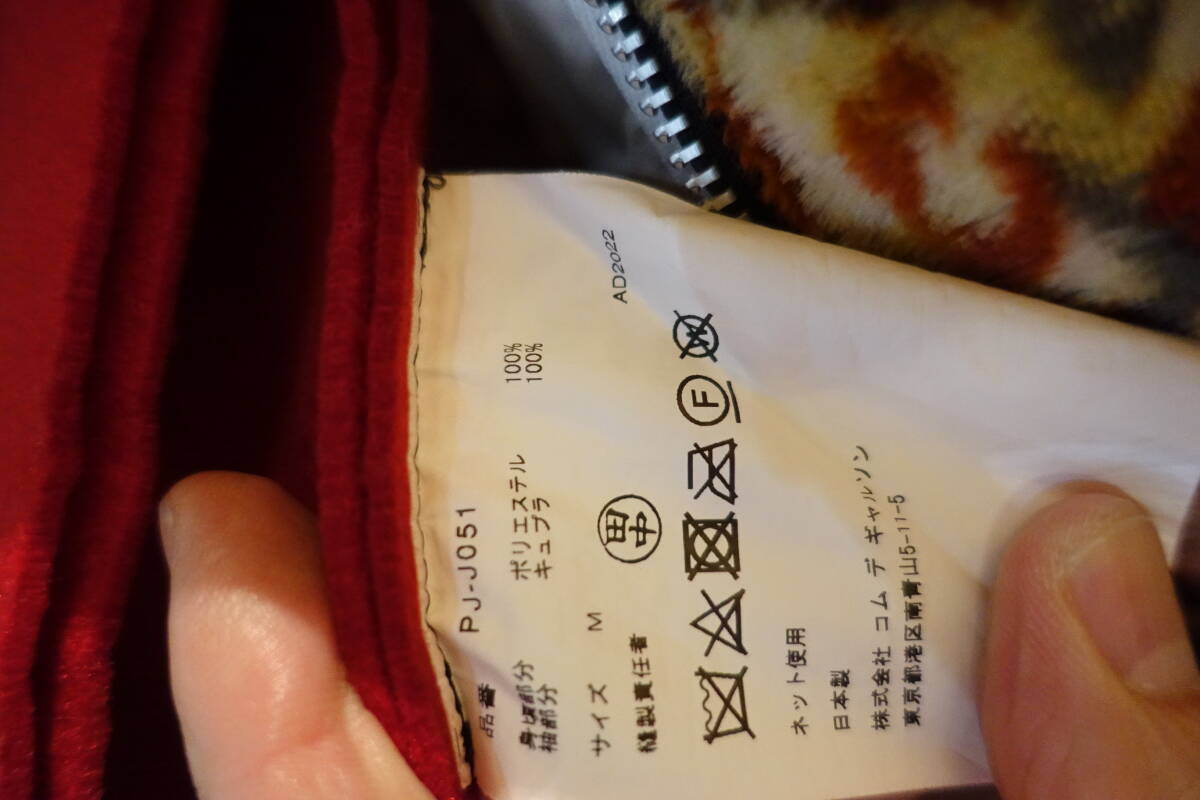 品番 PJ-J051
身頃部分 ポリエステル 100%
袖部分 キュプラ 100%
サイズ M
縫製責任者 田中
AD2022
F
ネット使用
日本製
株式会社 コム デ ギャルソン
東京都港区南青山5-11-5